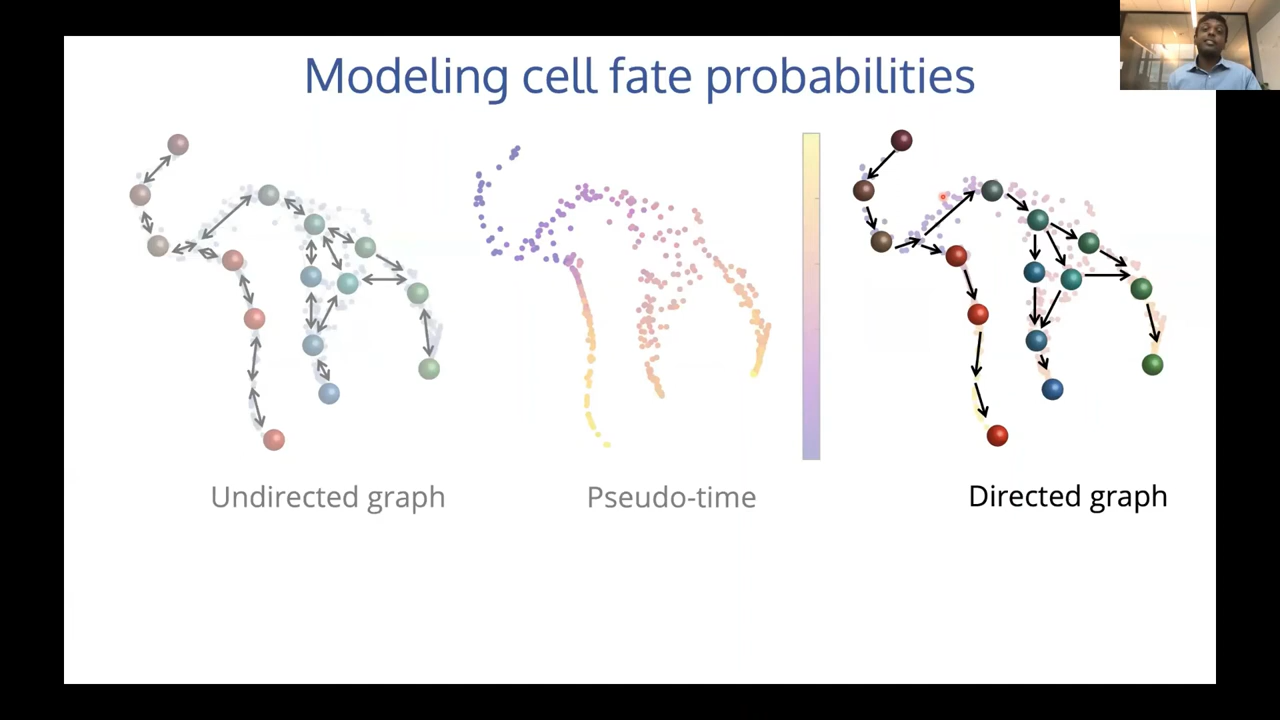 Modeling cell fate probabilities
Undirected graph
Pseudo-time
Directed graph